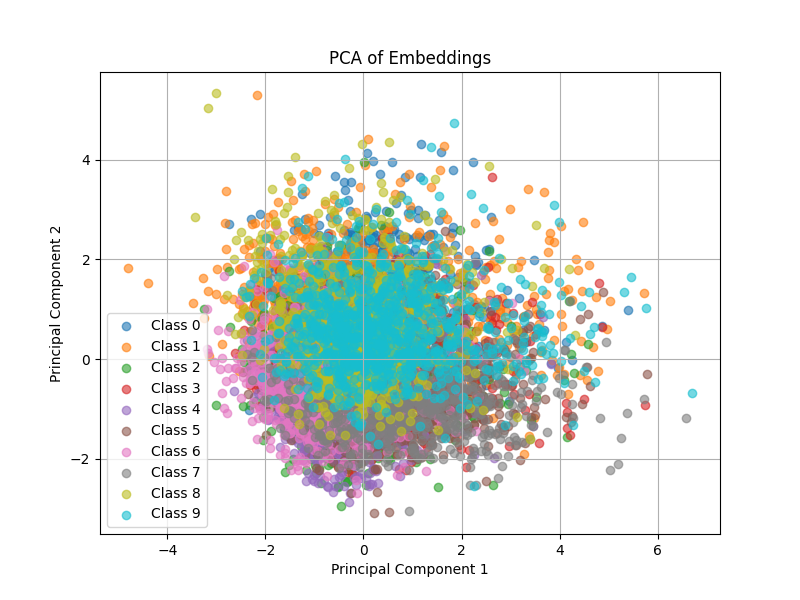 PCA of Embeddings
Principal Component 2
4
2
0
−2
Class 0
Class 1
Class 2
Class 3
Class 4
Class 5
Class 6
Class 7
Class 8
Class 9
−4 −2 0 2 4 6
Principal Component 1